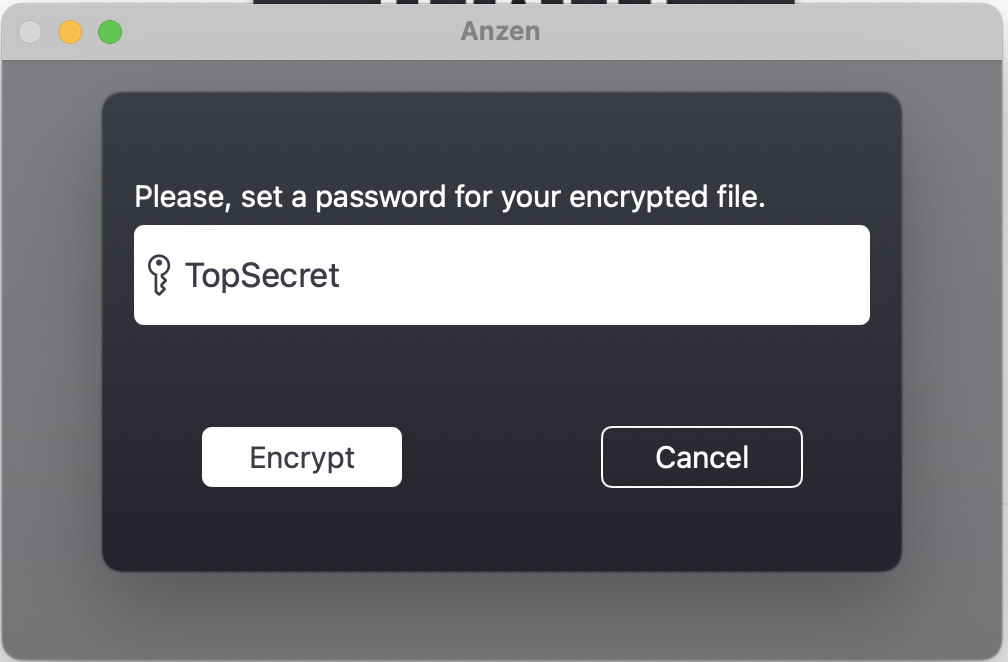 Anzen
Please, set a password for your encrypted file.
TopSecret
Encrypt
Cancel